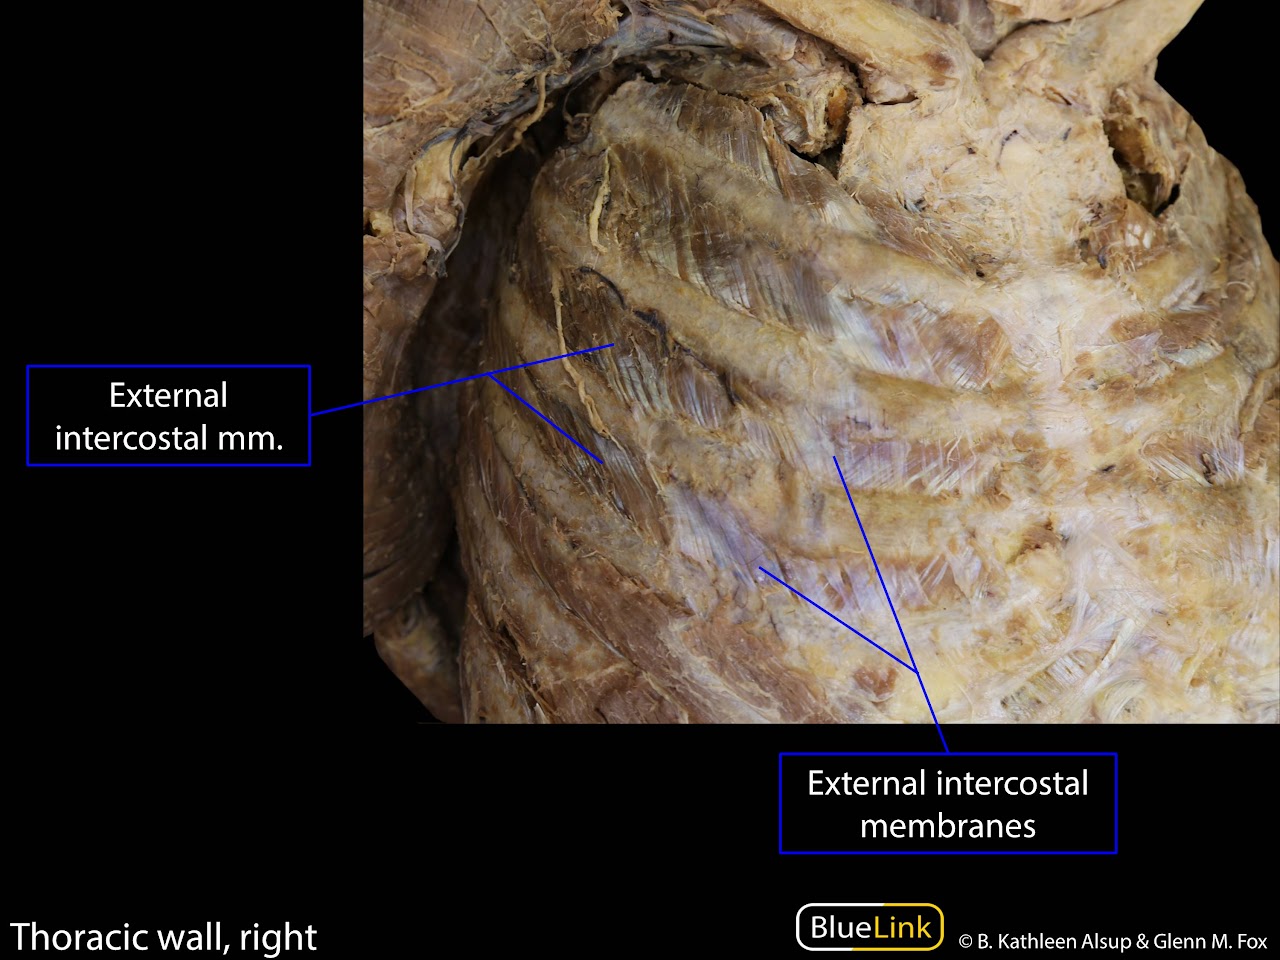 External
intercostal mm.
External intercostal
membranes
Thoracic wall, right
BlueLink
© B. Kathleen Alsup & Glenn M. Fox